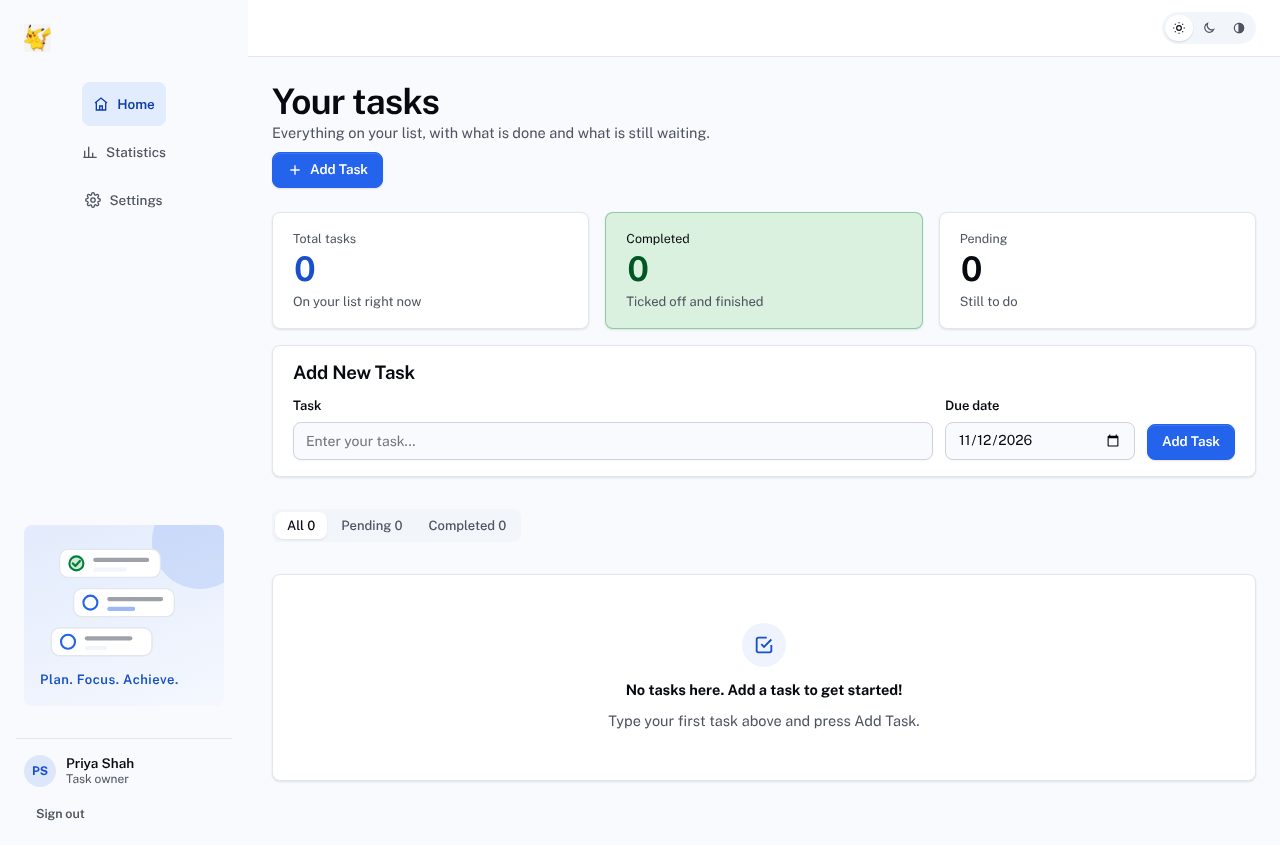 Home
Statistics
Settings
Plan. Focus. Achieve.
PS
Priya Shah
Task owner
Sign out
Your tasks
Everything on your list, with what is done and what is still waiting.
Add Task
Total tasks
0
On your list right now
Completed
0
Ticked off and finished
Pending
0
Still to do
Add New Task
Task
Due date
Enter your task...
11/12/2026
Add Task
All 0
Pending 0
Completed 0
No tasks here. Add a task to get started!
Type your first task above and press Add Task.